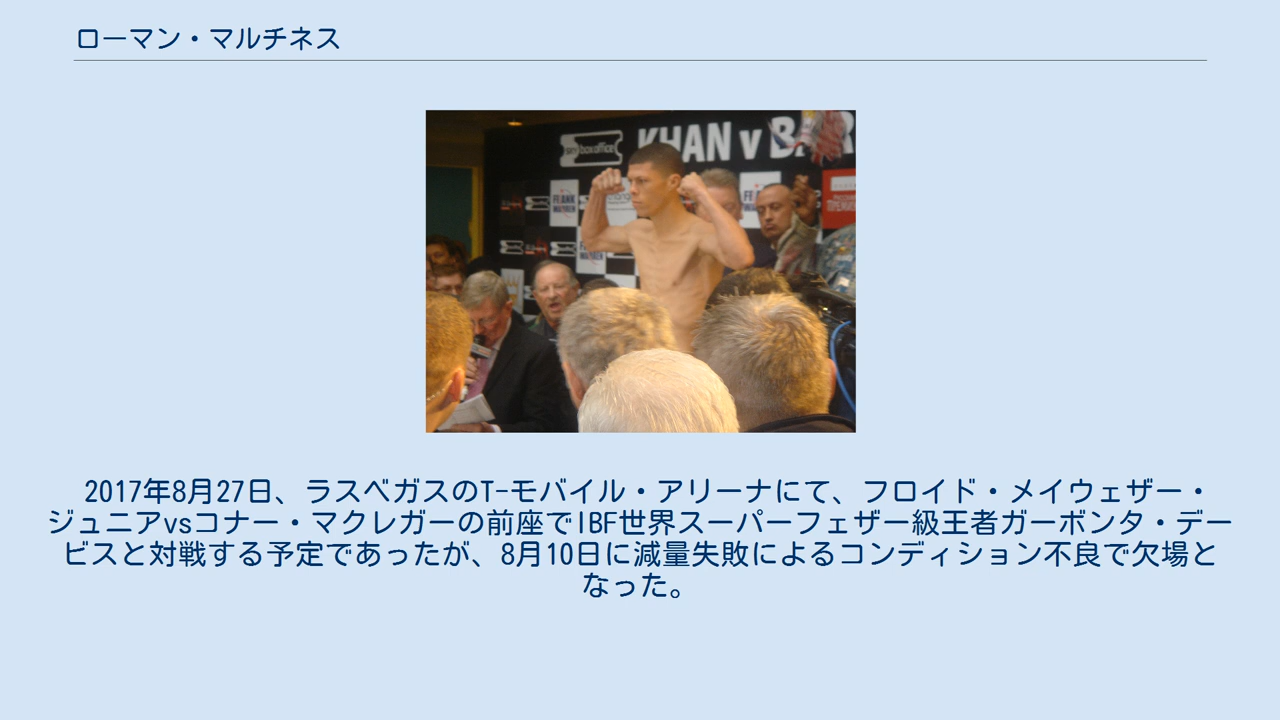 ローマン・マルチネス
KHAN v BAR
sky box office
FRANK
WARREN
2017年8月27日、ラスベガスのT-モバイル・アリーナにて、フロイド・メイウェザー・
ジュニアvsコナー・マクレガーの前座でIBF世界スーパーフェザー級王者ガーボンタ・デー
ビスと対戦する予定であったが、8月10日に減量失敗によるコンディション不良で欠場と
なった。